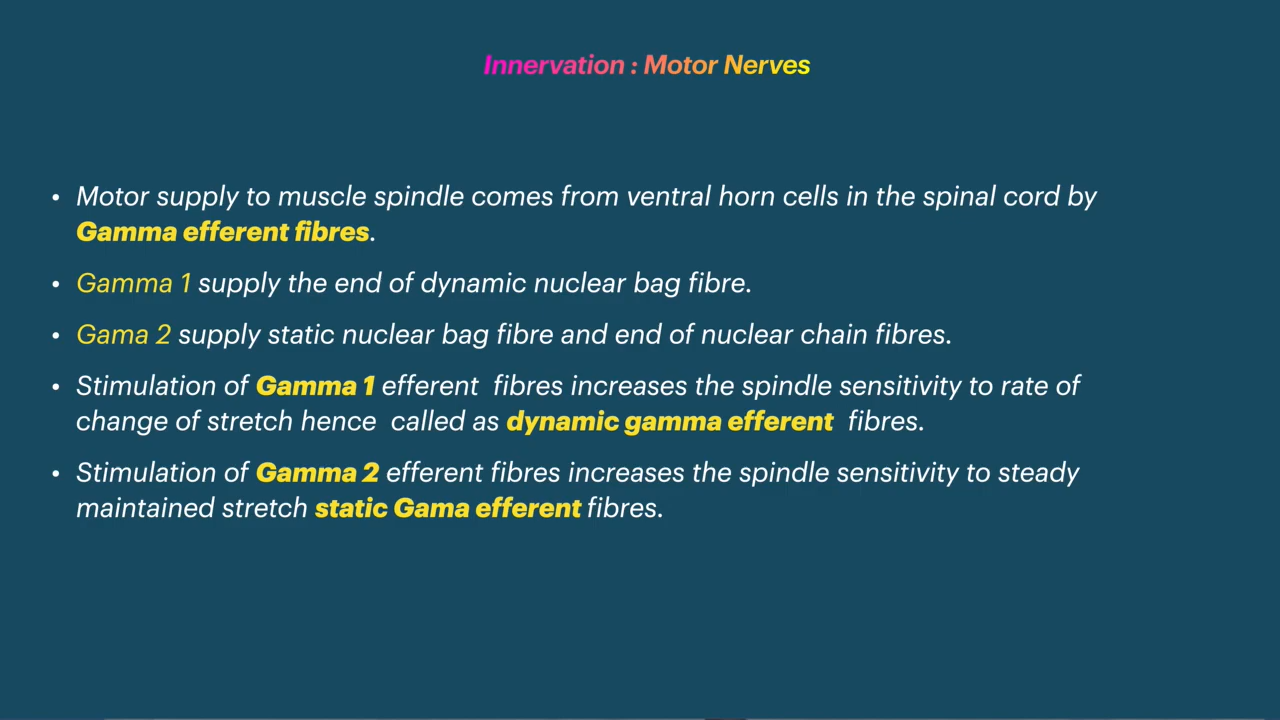 Innervation : Motor Nerves
• Motor supply to muscle spindle comes from ventral horn cells in the spinal cord by
Gamma efferent fibres.
• Gamma 1 supply the end of dynamic nuclear bag fibre.
• Gama 2 supply static nuclear bag fibre and end of nuclear chain fibres.
• Stimulation of Gamma 1 efferent  fibres increases the spindle sensitivity to rate of
change of stretch hence  called as dynamic gamma efferent  fibres.
• Stimulation of Gamma 2 efferent fibres increases the spindle sensitivity to steady
maintained stretch static Gama efferent fibres.